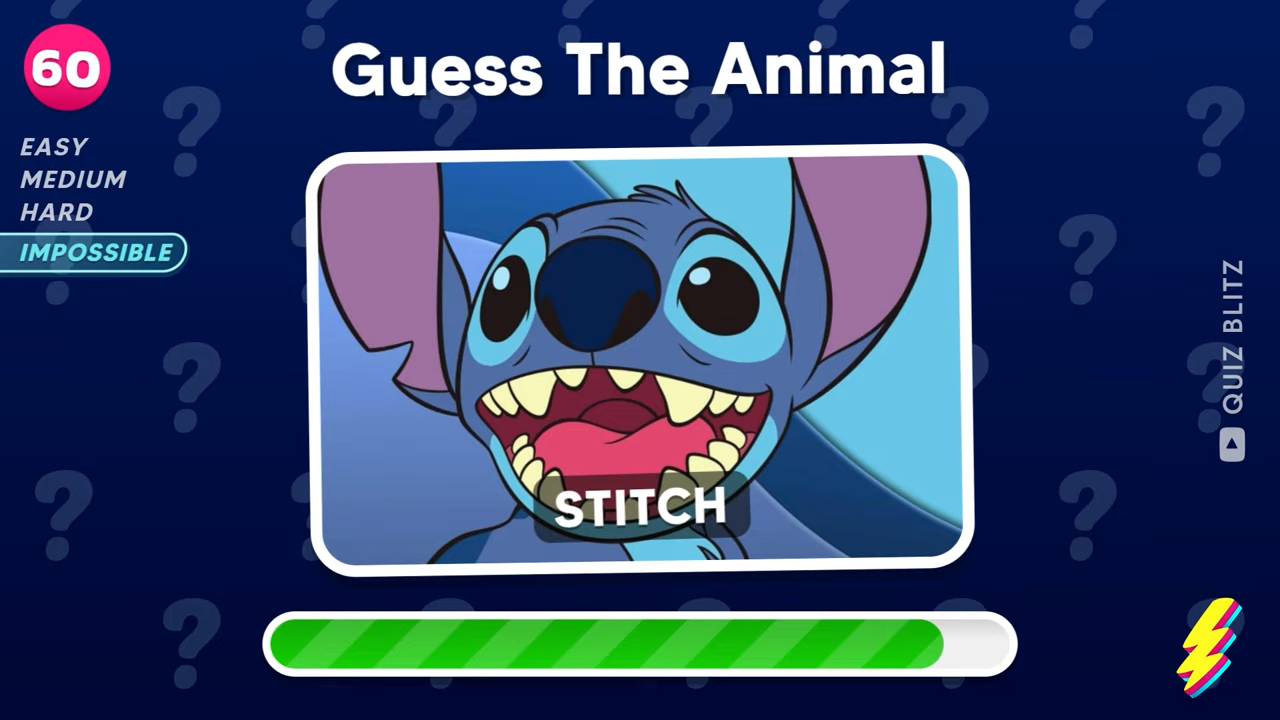 60
Guess The Animal
EASY
MEDIUM
HARD
IMPOSSIBLE
STITCH
QUIZ BLITZ